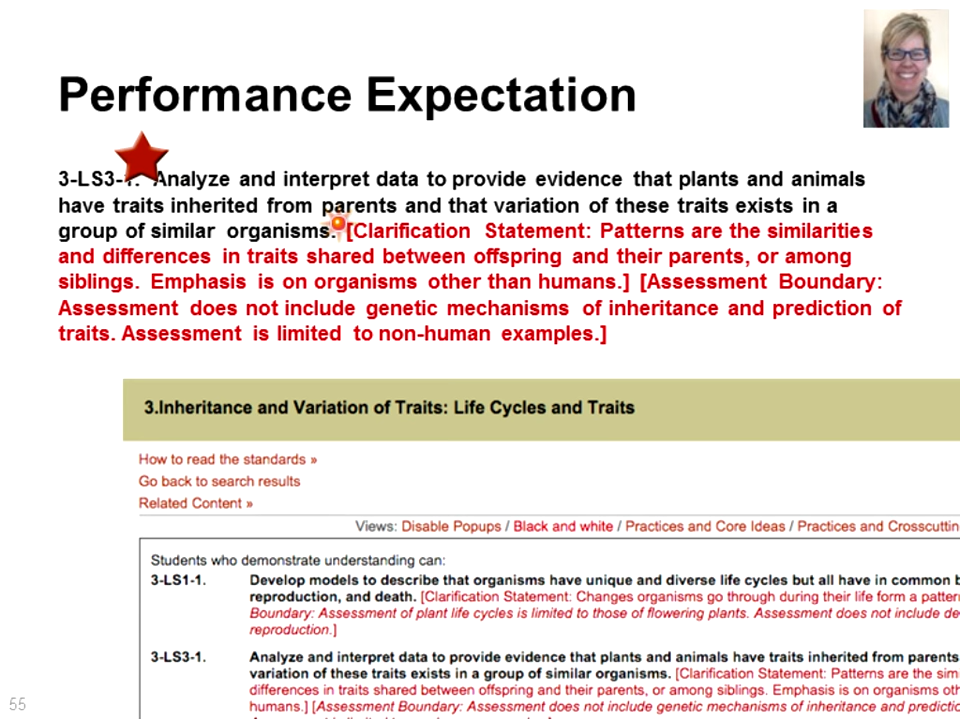 Performance Expectation
3-LS3-1. Analyze and interpret data to provide evidence that plants and animals
have traits inherited from parents and that variation of these traits exists in a
group of similar organisms. [Clarification Statement: Patterns are the similarities
and differences in traits shared between offspring and their parents, or among
siblings. Emphasis is on organisms other than humans.] [Assessment Boundary:
Assessment does not include genetic mechanisms of inheritance and prediction of
traits. Assessment is limited to non-human examples.]
3.Inheritance and Variation of Traits: Life Cycles and Traits
How to read the standards »
Go back to search results
Related Content »
Views: Disable Popups / Black and white / Practices and Core Ideas / Practices and Crosscuttin
Students who demonstrate understanding can:
3-LS1-1. Develop models to describe that organisms have unique and diverse life cycles but all have in common b
reproduction, and death. [Clarification Statement: Changes organisms go through during their life form a patter
Boundary: Assessment of plant life cycles is limited to those of flowering plants. Assessment does not include de
reproduction.]
3-LS3-1. Analyze and interpret data to provide evidence that plants and animals have traits inherited from parents
variation of these traits exists in a group of similar organisms. [Clarification Statement: Patterns are the sim
differences in traits shared between offspring and their parents, or among siblings. Emphasis is on organisms oth
humans.] [Assessment Boundary: Assessment does not include genetic mechanisms of inheritance and predictio
55